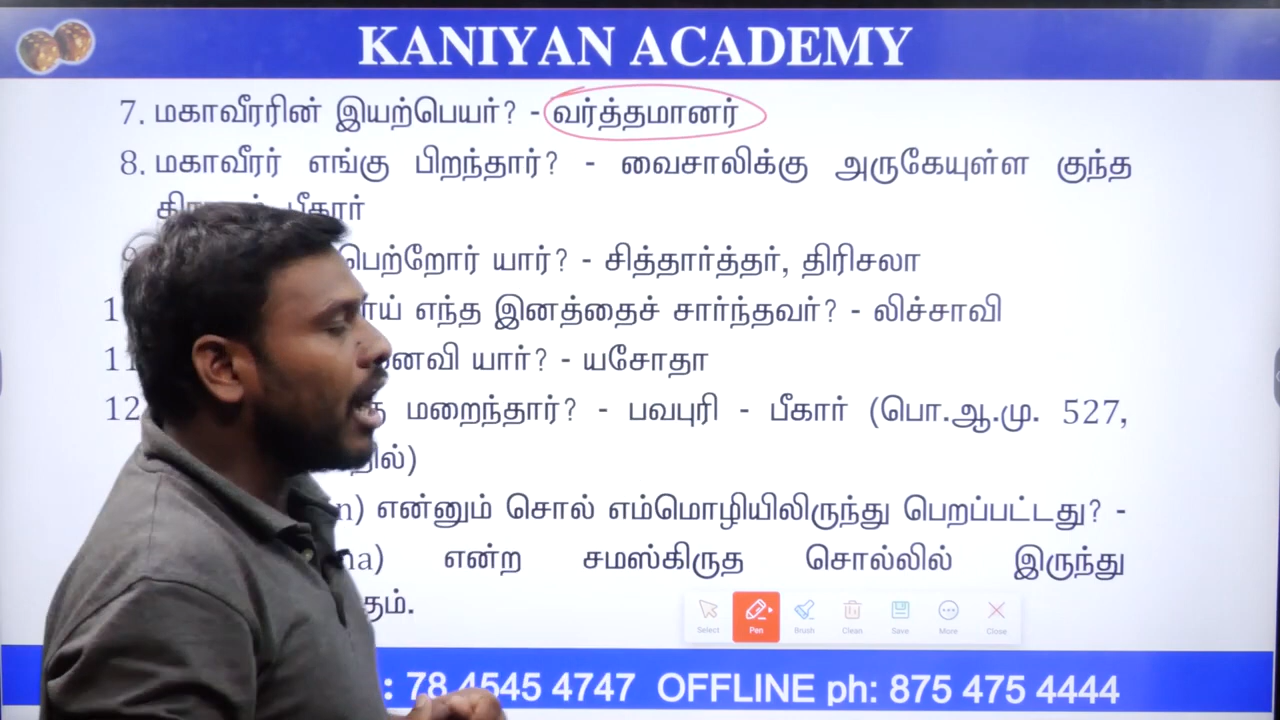 KANIYAN ACADEMY
7. மகாவீரரின் இயற்பெயர்? - வர்த்தமானர்
8. மகாவீரர் எங்கு பிறந்தார்? - வைசாலிக்கு அருகேயுள்ள குந்த
பீகார்
பெற்றோர் யார்? - சித்தார்த்தர், திரிசலா
எந்த இனத்தைச் சார்ந்தவர்? - லிச்சாவி
11 யார்? - யசோதா
12 மறைந்தார்? - பவபுரி - பீகார் (பொ.ஆ.மு. 527,
என்னும் சொல் எம்மொழியிலிருந்து பெறப்பட்டது? -
என்ற சமஸ்கிருத சொல்லில் இருந்து
Select Pen Brush Clean Save More Close
: 78 4545 4747 OFFLINE ph: 875 475 4444